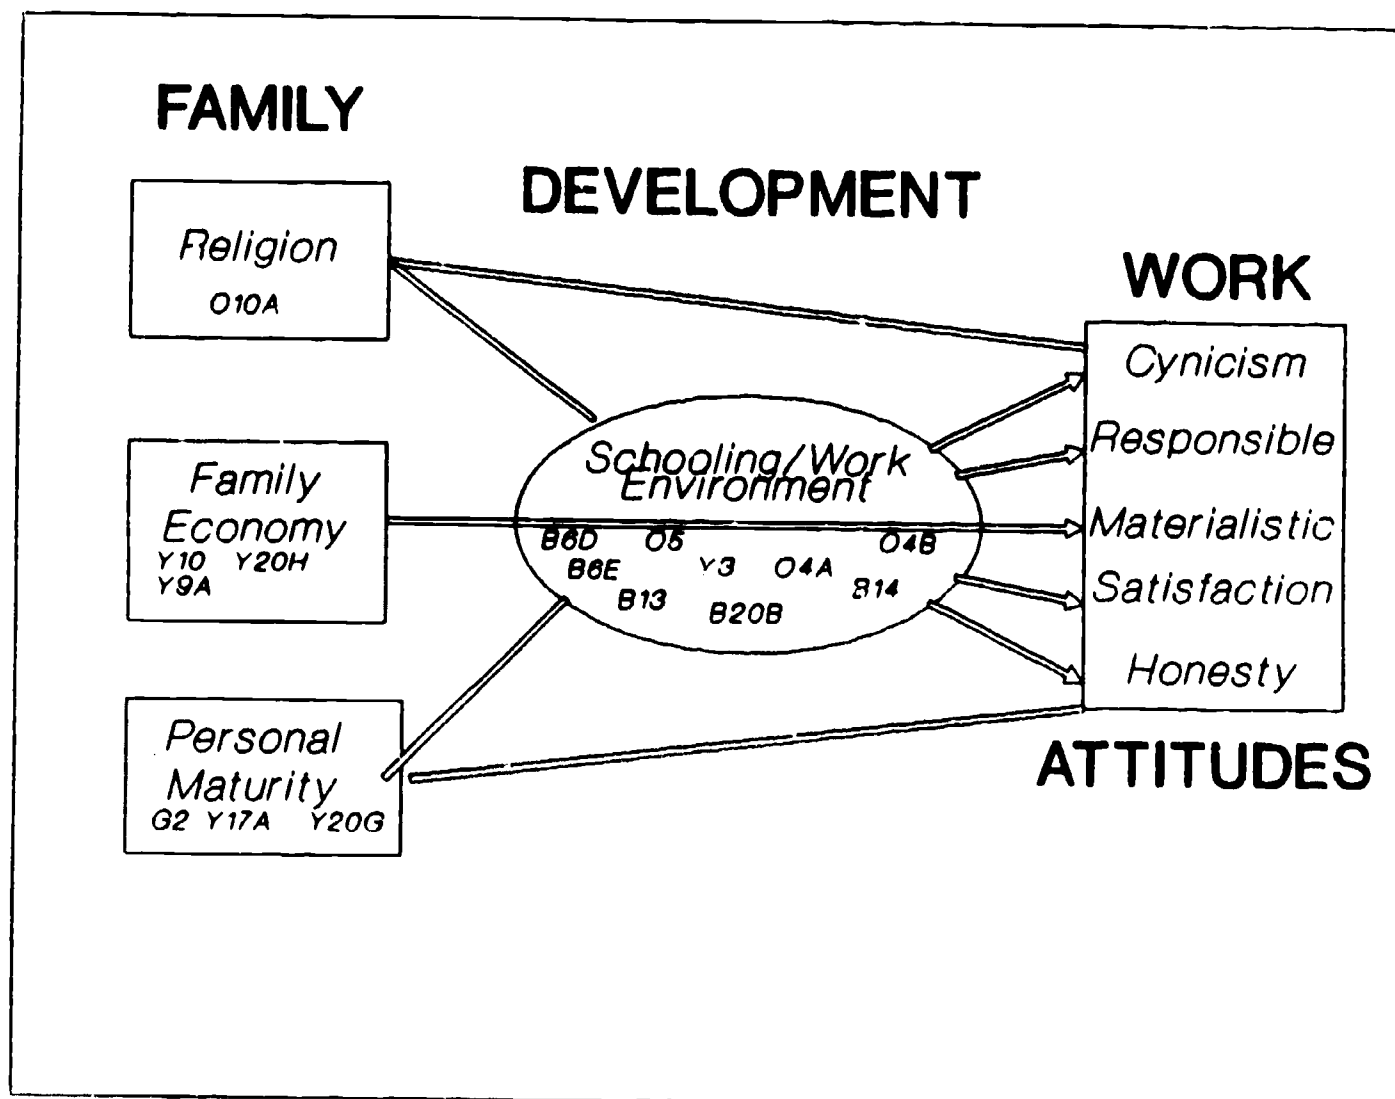 FAMILY
Religion
O10A
Family
Economy
Y10 Y20H
Y9A
Personal
Maturity
G2 Y17A Y20G
DEVELOPMENT
Schooling/Work
Environment
B6D O5 O4B
B6E Y3 O4A
B13 B20B B14
WORK
Cynicism
Responsible
Materialistic
Satisfaction
Honesty
ATTITUDES